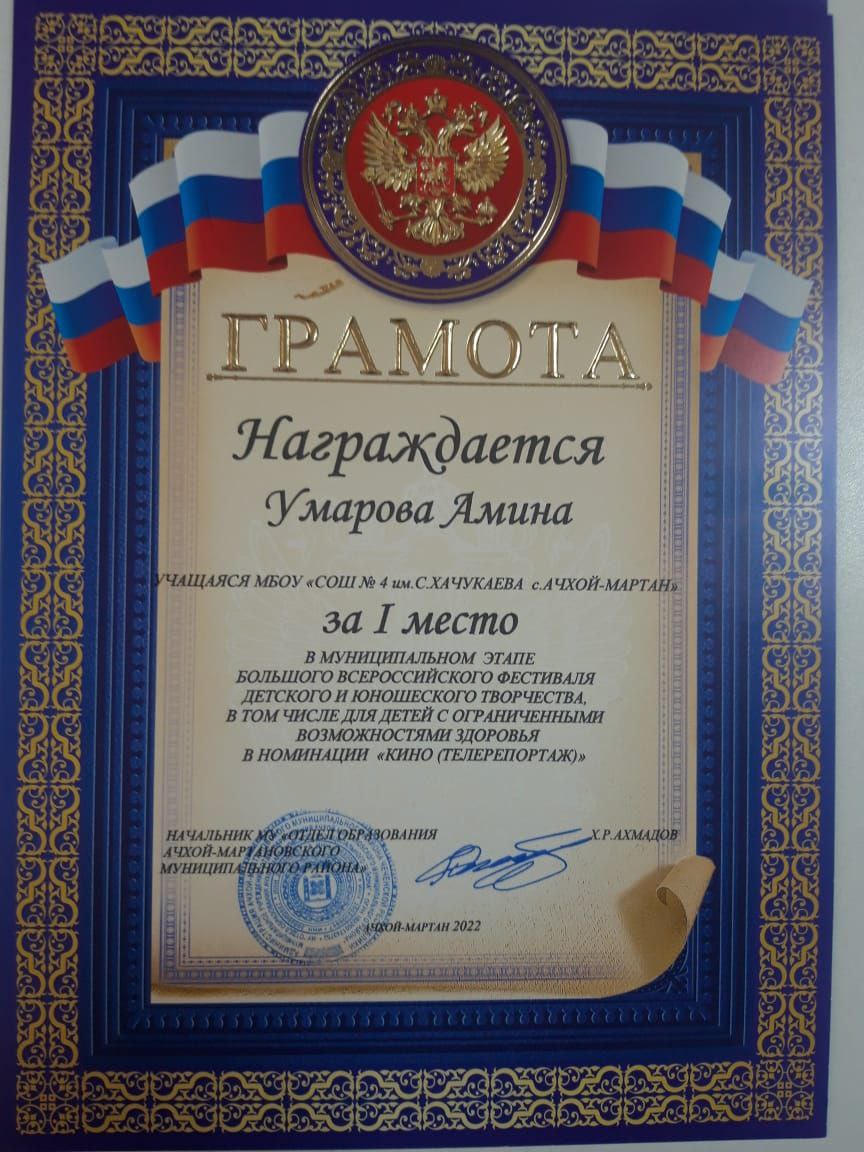 ГРАМОТА
Награждается
Умарова Амина
УЧАЩАЯСЯ МБОУ «СОШ № 4 им.С.ХАЧУКАЕВА с.АЧХОЙ-МАРТАН»
за I место
В МУНИЦИПАЛЬНОМ ЭТАПЕ
БОЛЬШОГО ВСЕРОССИЙСКОГО ФЕСТИВАЛЯ
ДЕТСКОГО И ЮНОШЕСКОГО ТВОРЧЕСТВА,
В ТОМ ЧИСЛЕ ДЛЯ ДЕТЕЙ С ОГРАНИЧЕННЫМИ
ВОЗМОЖНОСТЯМИ ЗДОРОВЬЯ
В НОМИНАЦИИ «КИНО (ТЕЛЕРЕПОРТАЖ)»
НАЧАЛЬНИК МУ «ОТДЕЛ ОБРАЗОВАНИЯ Х.Р.АХМАДОВ
АЧХОЙ-МАРТАНОВСКОГО
МУНИЦИПАЛЬНОГО РАЙОНА»
АЧХОЙ-МАРТАН 2022